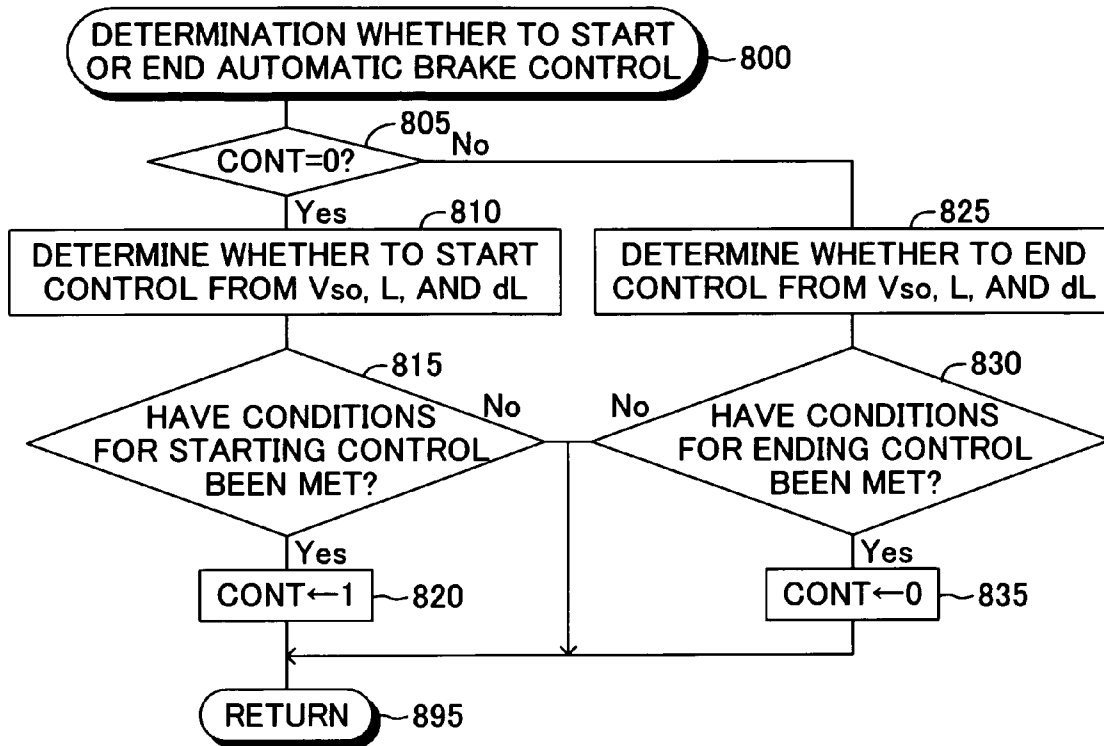 DETERMINATION WHETHER TO START
OR END AUTOMATIC BRAKE CONTROL
800
805
CONT=0?
No
Yes
810
DETERMINE WHETHER TO START
CONTROL FROM Vso, L, AND dL
825
DETERMINE WHETHER TO END
CONTROL FROM Vso, L, AND dL
815
HAVE CONDITIONS
FOR STARTING CONTROL
BEEN MET?
No
830
No
HAVE CONDITIONS
FOR ENDING CONTROL
BEEN MET?
Yes
CONT←1
820
Yes
CONT←0
835
RETURN
895